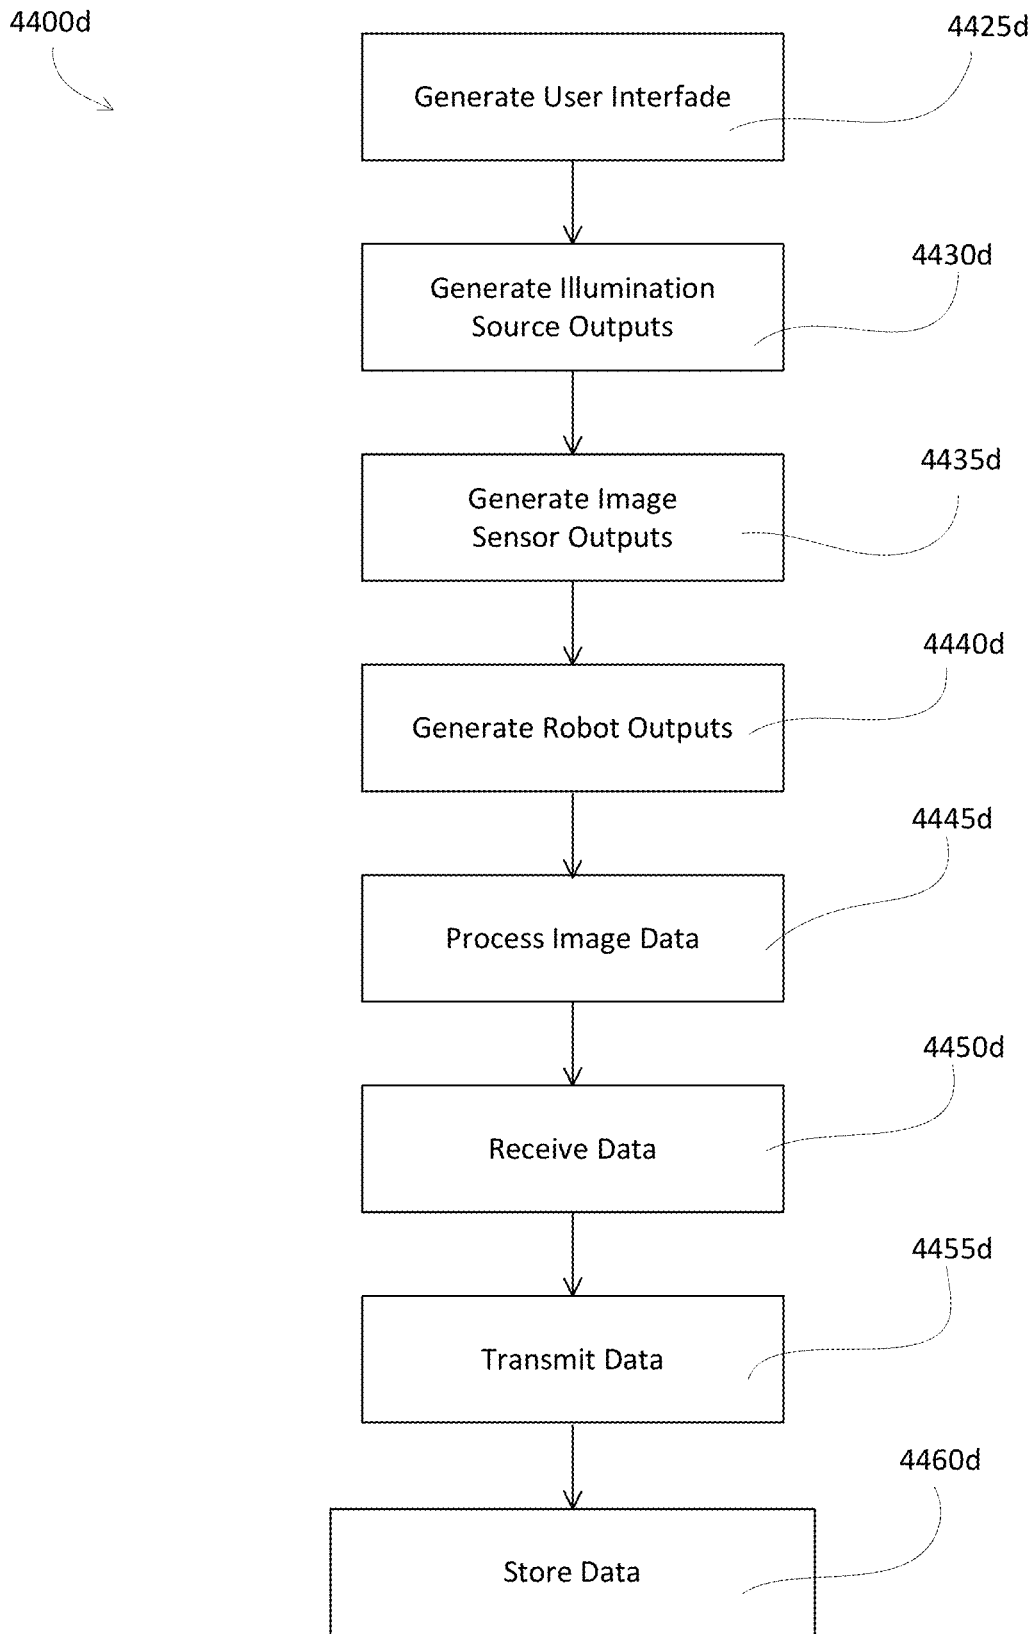 4400d
4425d
Generate User Interfade
4430d
Generate Illumination
Source Outputs
4435d
Generate Image
Sensor Outputs
4440d
Generate Robot Outputs
4445d
Process Image Data
4450d
Receive Data
4455d
Transmit Data
4460d
Store Data